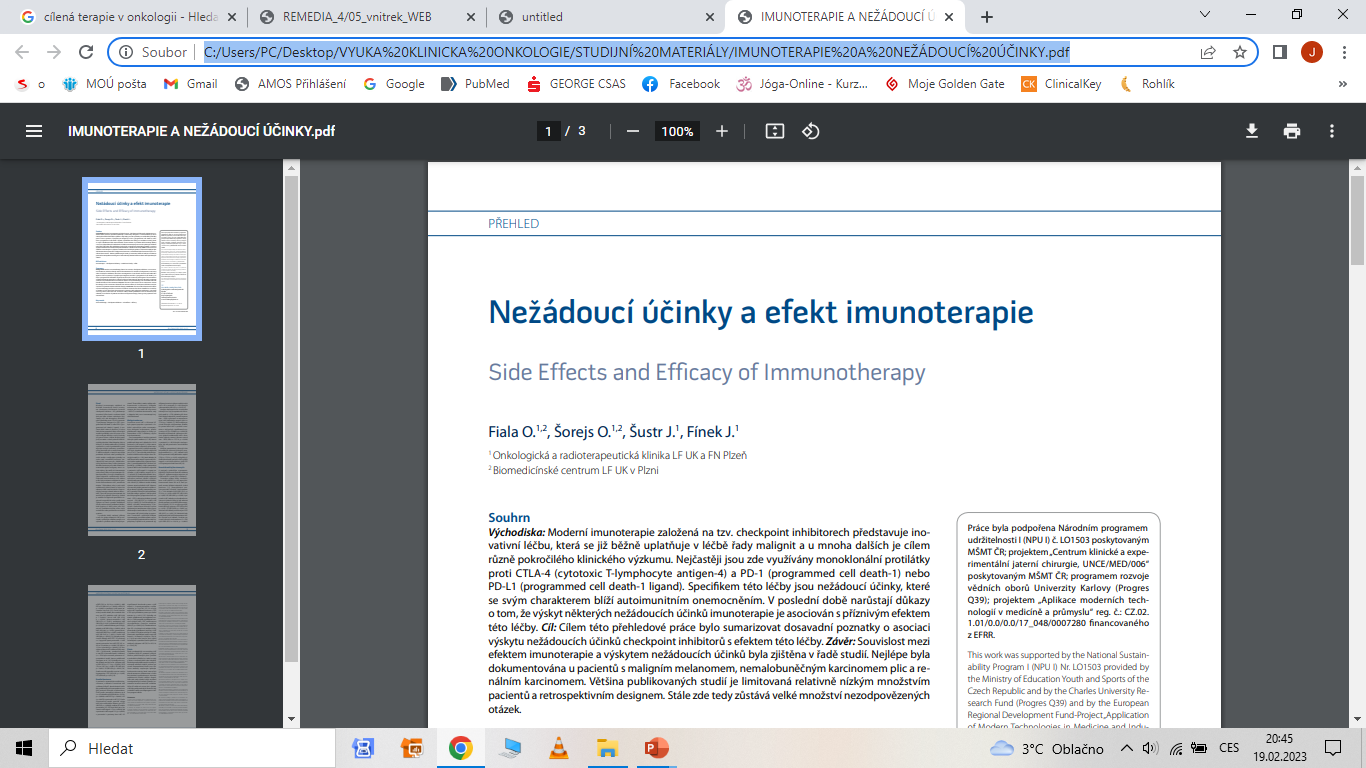 cílená terapie v onkologii - Hleda
REMEDIA_4/05_vnitrek_WEB
untitled
IMUNOTERAPIE A NEŽÁDOUCÍ Ú
Soubor
C:/Users/PC/Desktop/VYUKA%20KLINICKA%20ONKOLOGIE/STUDIJNÍ%20MATERIÁLY/IMUNOTERAPIE%20A%20NEŽÁDOUCÍ%20ÚČINKY.pdf
J
o
MOÚ pošta
Gmail
AMOS Přihlášení
Google
PubMed
GEORGE CSAS
Facebook
Jóga-Online - Kurz...
Moje Golden Gate
CK ClinicalKey
Rohlík
»
IMUNOTERAPIE A NEŽÁDOUCÍ ÚČINKY.pdf
1 / 3
100%
1
2
PŘEHLED
Nežádoucí účinky a efekt imunoterapie
Side Effects and Efficacy of Immunotherapy
Fiala O.1,2, Šorejs O.1,2, Šustr J.1, Fínek J.1
1 Onkologická a radioterapeutická klinika LF UK a FN Plzeň
2 Biomedicínské centrum LF UK v Plzni
Souhrn
Východiska: Moderní imunoterapie založená na tzv. checkpoint inhibitorech představuje ino-
vativní léčbu, která se již běžně uplatňuje v léčbě řady malignit a u mnoha dalších je cílem
různě pokročilého klinického výzkumu. Nejčastěji jsou zde využívány monoklonální protilátky
proti CTLA-4 (cytotoxic T-lymphocyte antigen-4) a PD-1 (programmed cell death-1) nebo
PD-L1 (programmed cell death-1 ligand). Specifikem této léčby jsou nežádoucí účinky, které
se svým charakterem blíží autoimunitním onemocněním. V poslední době narůstají důkazy
o tom, že výskyt některých nežádoucích účinků imunoterapie je asociován s příznivým efektem
této léčby. Cíl: Cílem této přehledové práce bylo sumarizovat dosavadní poznatky o asociaci
výskytu nežádoucích účinků checkpoint inhibitorů s efektem této léčby. Závěr: Souvislost mezi
efektem imunoterapie a výskytem nežádoucích účinků byla zjištěna v řadě studií. Nejlépe byla
dokumentována u pacientů s maligním melanomem, nemalobuněčným karcinomem plic a re-
nálním karcinomem. Většina publikovaných studií je limitovaná relativně nízkým množstvím
pacientů a retrospektivním designem. Stále zde tedy zůstává velké množství nezodpovězených
otázek.
Práce byla podpořena Národním programem
udržitelnosti I (NPU I) č. LO1503 poskytovaným
MŠMT ČR; projektem „Centrum klinické a expe-
rimentální jaterní chirurgie, UNCE/MED/006“
poskytovaným MŠMT ČR; programem rozvoje
vědních oborů Univerzity Karlovy (Progres
Q39); projektem „Aplikace moderních tech-
nologií v medicíně a průmyslu“ reg. č.: CZ.02.
1.01/0.0/0.0/17_048/0007280 financovaného
z EFRR.
This work was supported by the National Sustain-
ability Program I (NPU I) Nr. LO1503 provided by
the Ministry of Education Youth and Sports of the
Czech Republic and by the Charles University Re-
search Fund (Progres Q39) and by the European
Regional Development Fund-Project „Application
of Modern Technologies in Medicine and Indu-
Hledat
3°C Oblačno
CES
20:45
19.02.2023